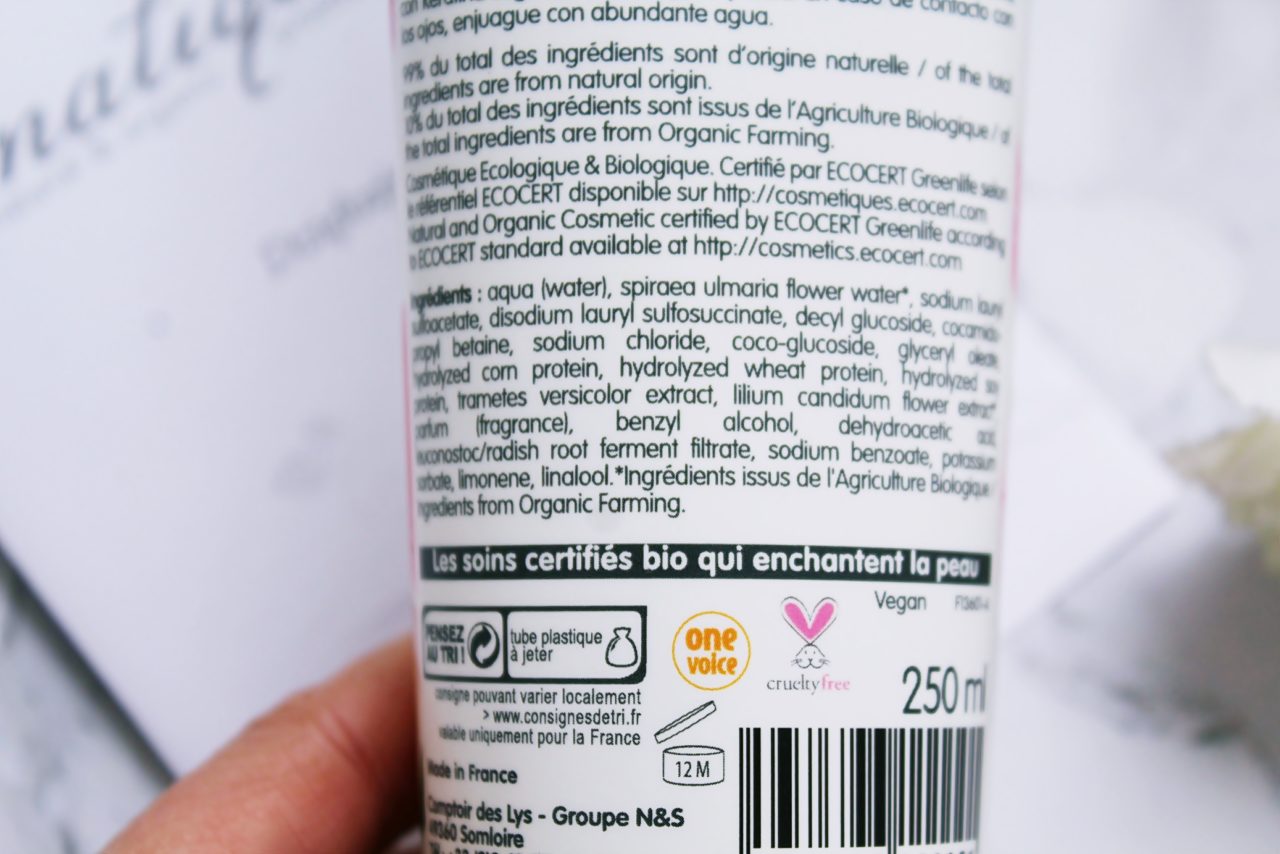 natiq
de contacto con
los ojos, enjuague con abundante agua.
99% du total des ingrédients sont d'origine naturelle / of the total
ingredients are from natural origin.
10% du total des ingrédients sont issus de l'Agriculture Biologique / of
the total ingredients are from Organic Farming.
Cosmétique Ecologique & Biologique. Certifié par ECOCERT Greenlife selon
le référentiel ECOCERT disponible sur http://cosmetiques.ecocert.com
Natural and Organic Cosmetic certified by ECOCERT Greenlife according
to ECOCERT standard available at http://cosmetics.ecocert.com
Ingrédients : aqua (water), spiraea ulmaria flower water*, sodium lauryl
sulfoacetate, disodium lauryl sulfosuccinate, decyl glucoside, cocamido-
propyl betaine, sodium chloride, coco-glucoside, glyceryl oleate,
hydrolyzed corn protein, hydrolyzed wheat protein, hydrolyzed soy
protein, trametes versicolor extract, lilium candidum flower extract*,
parfum (fragrance), benzyl alcohol, dehydroacetic acid,
leuconostoc/radish root ferment filtrate, sodium benzoate, potassium
sorbate, limonene, linalool.*Ingrédients issus de l'Agriculture Biologique /
ingredients from Organic Farming.
Les soins certifiés bio qui enchantent la peau
Vegan
PENSEZ
AU TRI !
tube plastique
à jeter
one
voice
crueltyfree
250 ml
consigne pouvant varier localement
> www.consignesdetri.fr
valable uniquement pour la France
12 M
Made in France
Comptoir des Lys - Groupe N&S
49360 Somloire